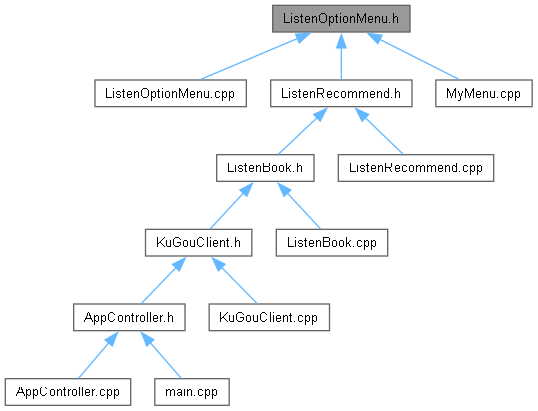 ListenOptionMenu.h
ListenOptionMenu.cpp
ListenRecommend.h
MyMenu.cpp
ListenBook.h
ListenRecommend.cpp
KuGouClient.h
ListenBook.cpp
AppController.h
KuGouClient.cpp
AppController.cpp
main.cpp